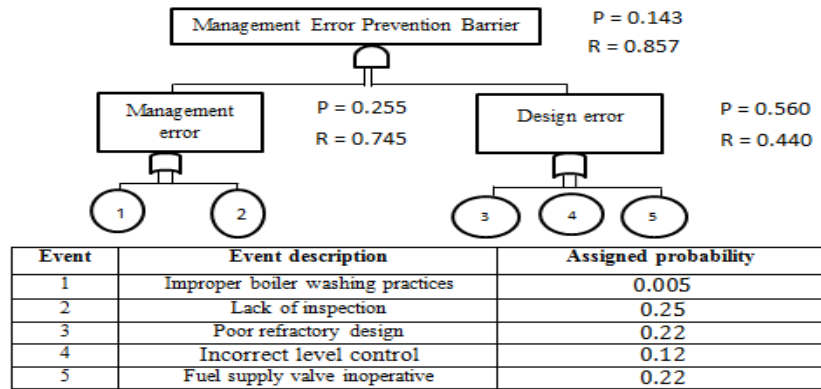 Management Error Prevention Barrier
P = 0.143
R = 0.857
Management error
P = 0.255
R = 0.745
Design error
P = 0.560
R = 0.440
1 2 3 4 5
Event Event description Assigned probability
1 Improper boiler washing practices 0.005
2 Lack of inspection 0.25
3 Poor refractory design 0.22
4 Incorrect level control 0.12
5 Fuel supply valve inoperative 0.22